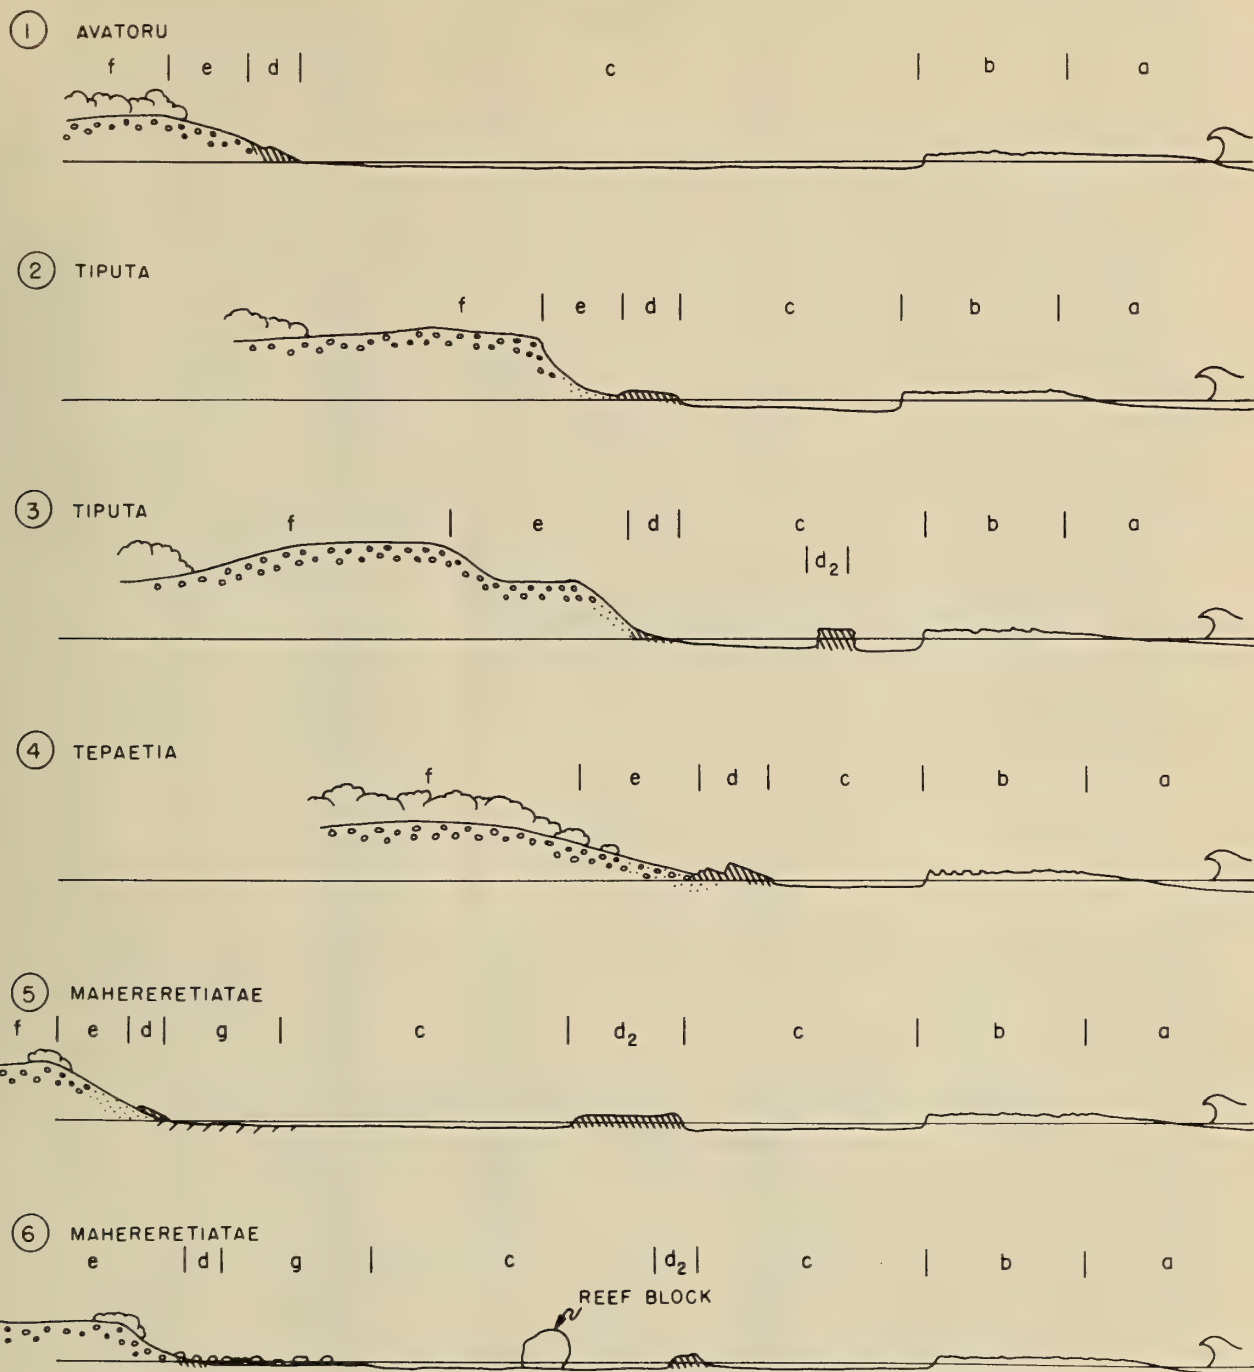 1 AVATORU
f | e | d | c | b | a
2 TIPUTA
f | e | d | c | b | a
3 TIPUTA
f | e | d | c | b | a
| d₂ |
4 TEPAETIA
f | e | d | c | b | a
5 MAHERERETIATAE
f | e | d | g | c | d₂ | c | b | a
6 MAHERERETIATAE
e | d | g | c | d₂ | c | b | a
REEF BLOCK